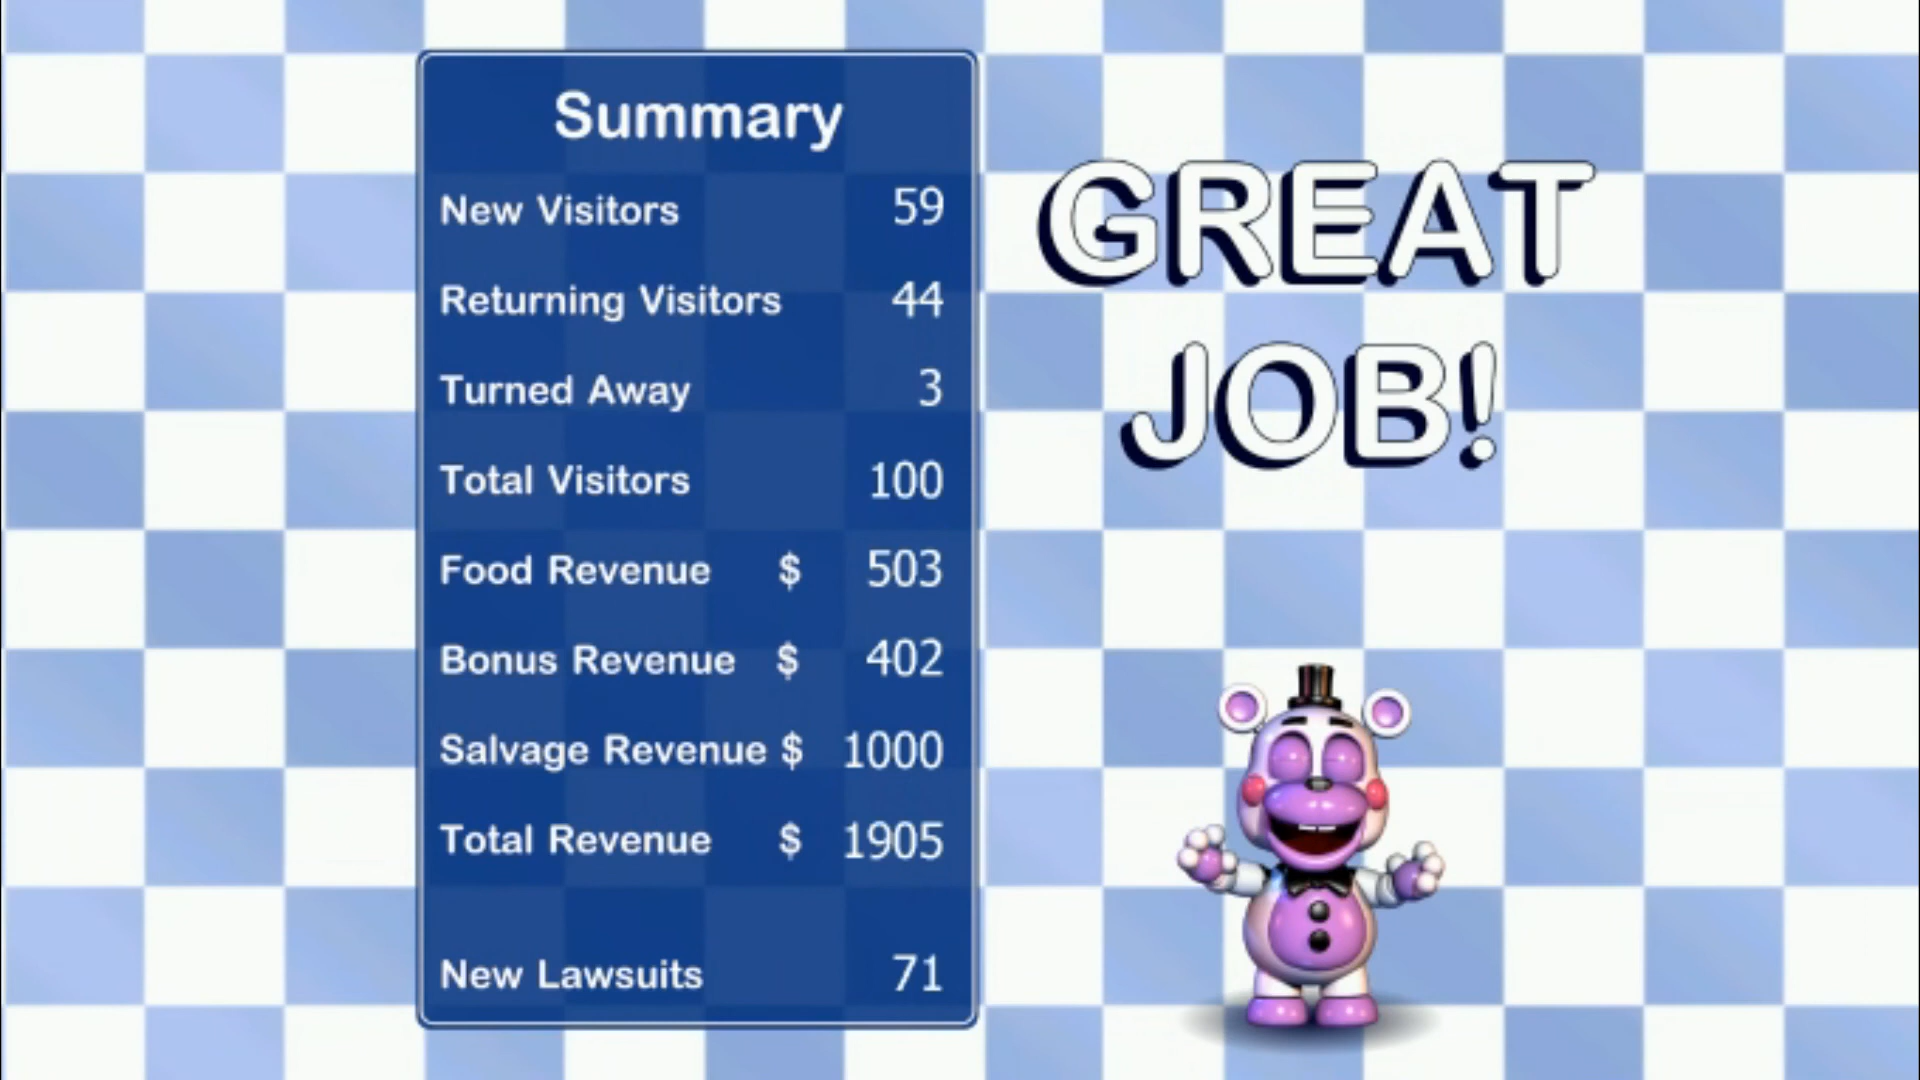 Summary
New Visitors 59
Returning Visitors 44
Turned Away 3
Total Visitors 100
Food Revenue $ 503
Bonus Revenue $ 402
Salvage Revenue $ 1000
Total Revenue $ 1905
New Lawsuits 71
GREAT
JOB!